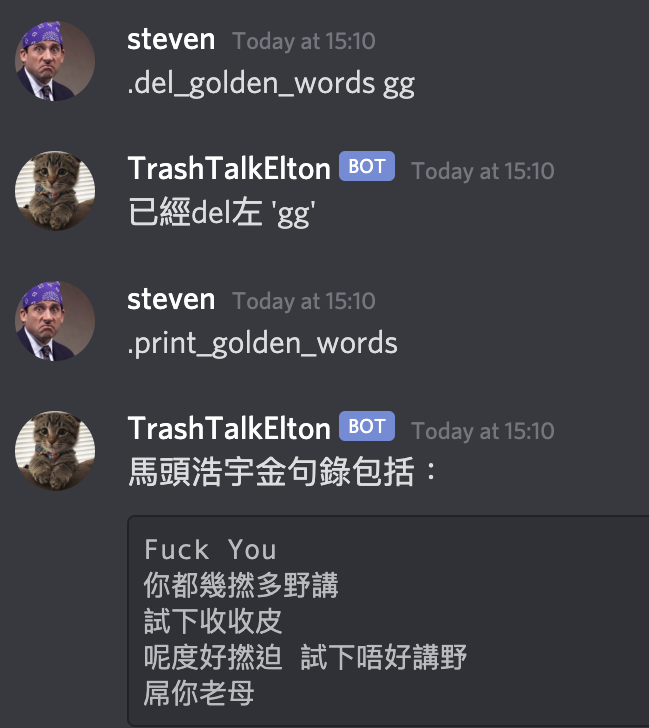 steven Today at 15:10
.del_golden_words gg
TrashTalkElton BOT Today at 15:10
已經del左 'gg'
steven Today at 15:10
.print_golden_words
TrashTalkElton BOT Today at 15:10
馬頭浩宇金句錄包括：
Fuck You
你都幾撚多野講
試下收收皮
呢度好撚迫 試下唔好講野
屌你老母